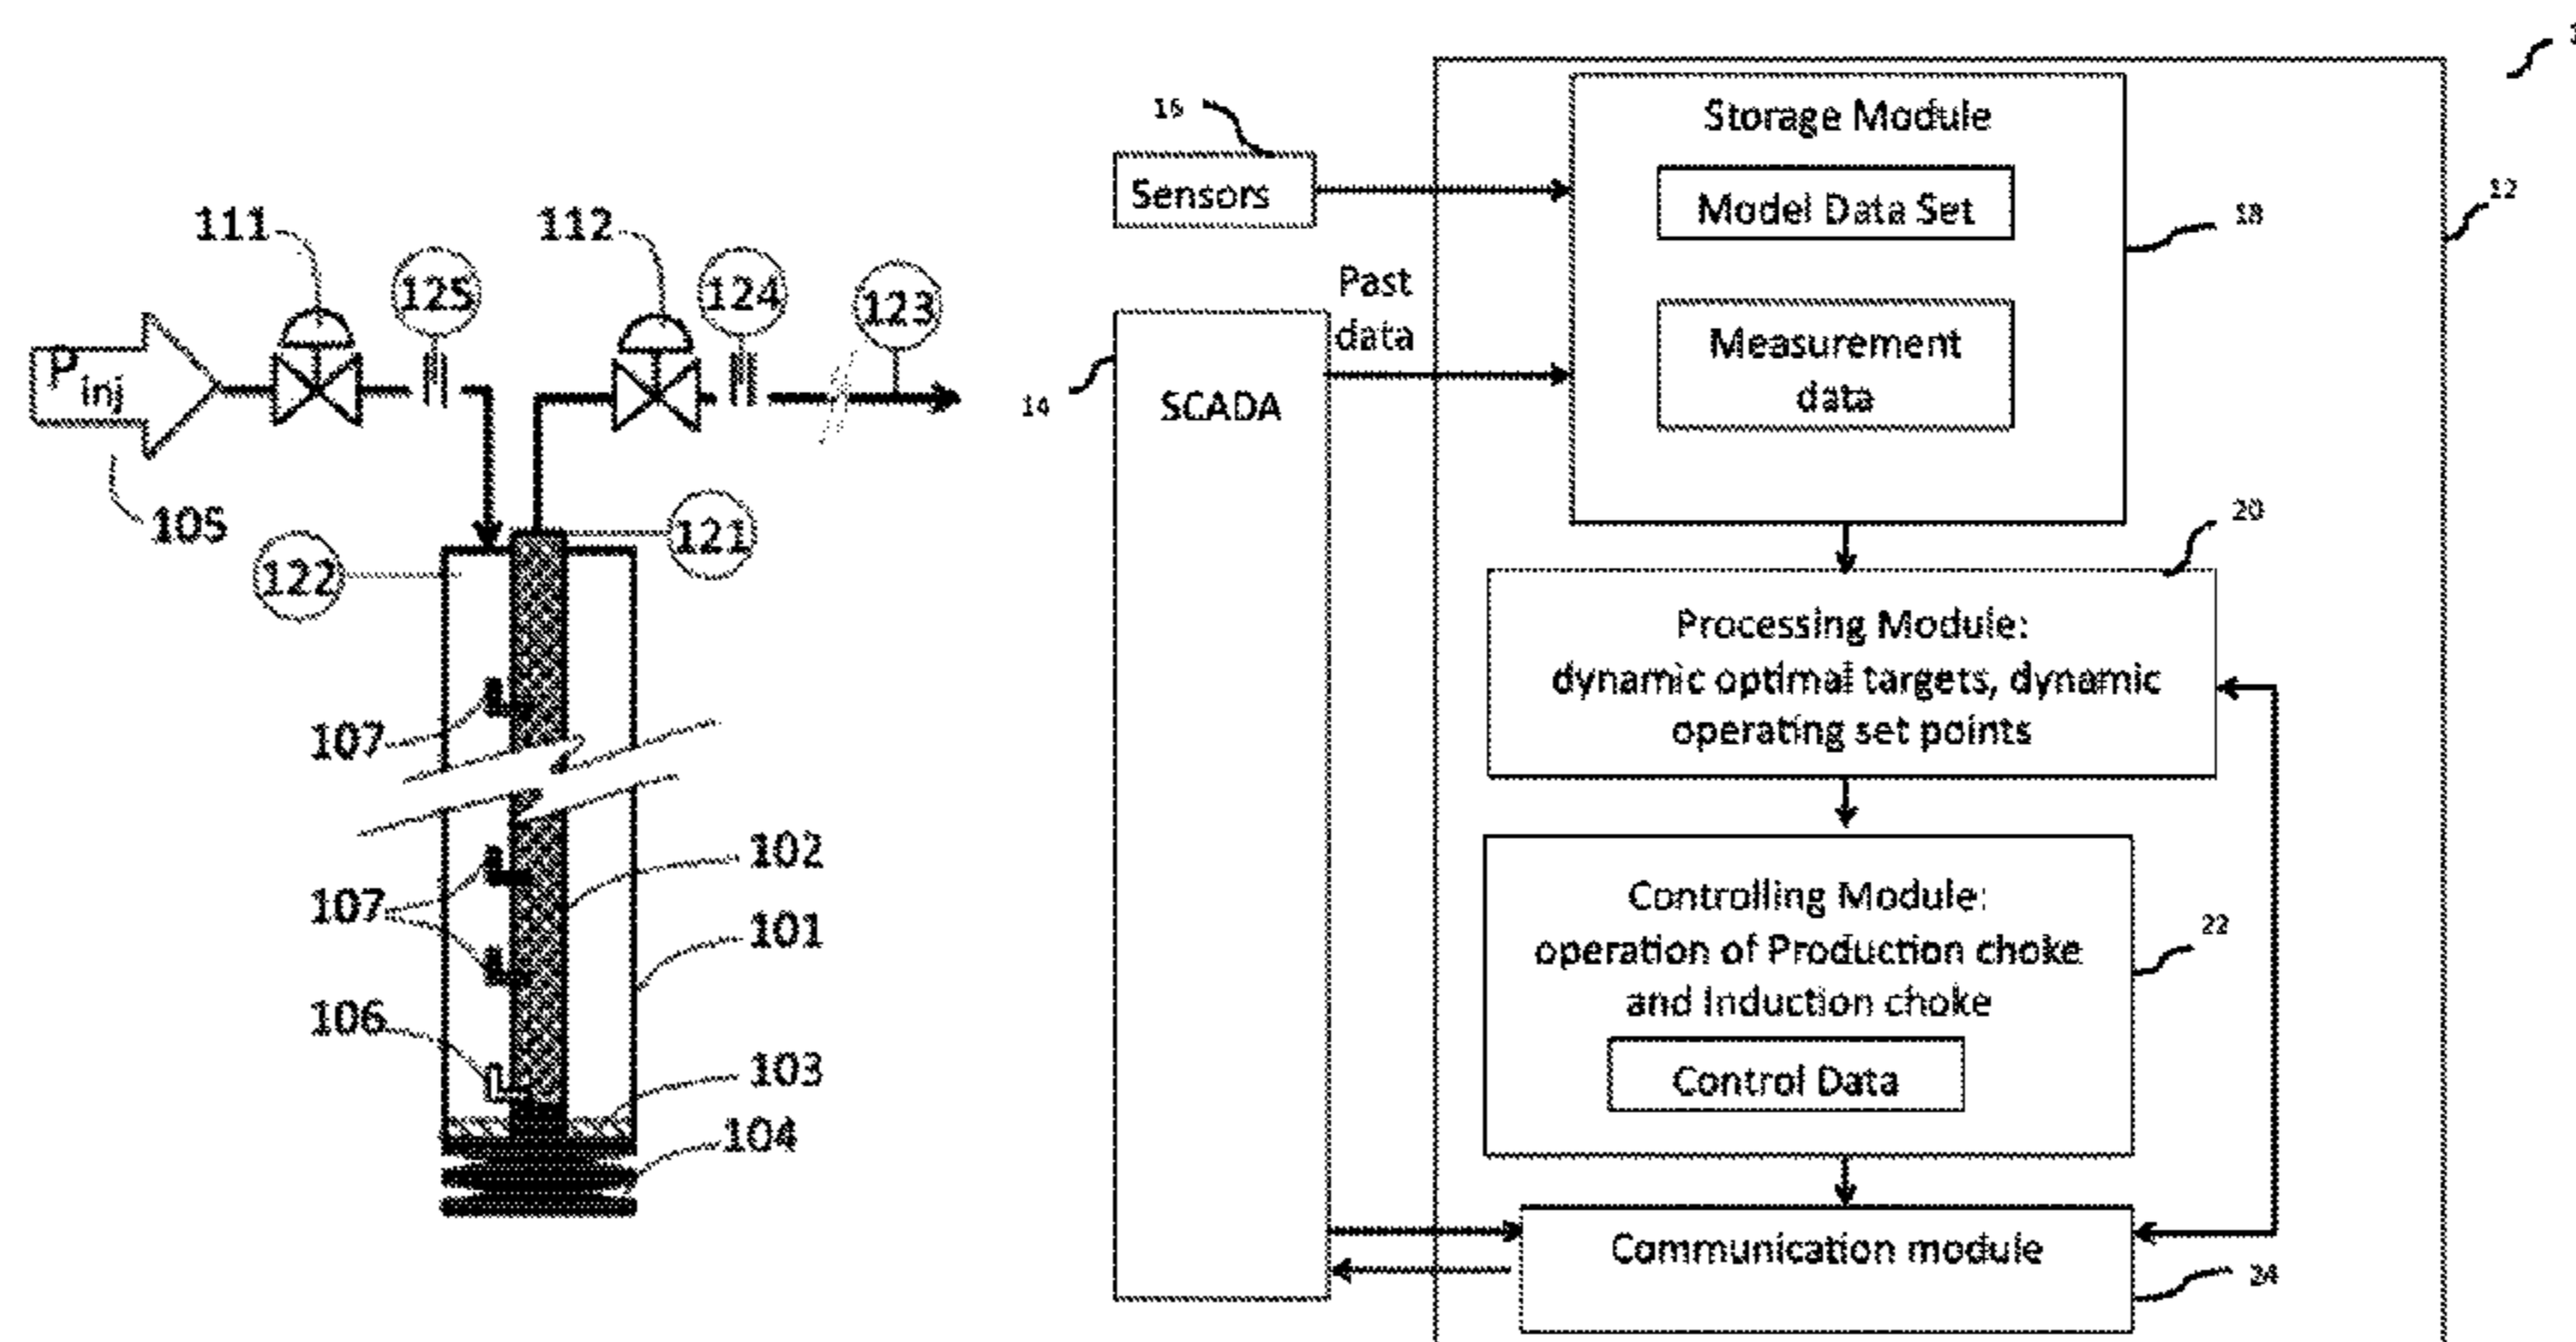 111
125
112
124
123
P
inj
105
122
121
107
107
106
102
101
103
104
16
Sensors
Past
data
14
SCADA
Storage Module
Model Data Set
Measurement
data
18
12
20
Processing Module:
dynamic optimal targets, dynamic
operating set points
Controlling Module:
operation of Production choke
and Induction choke
Control Data
22
Communication module
24